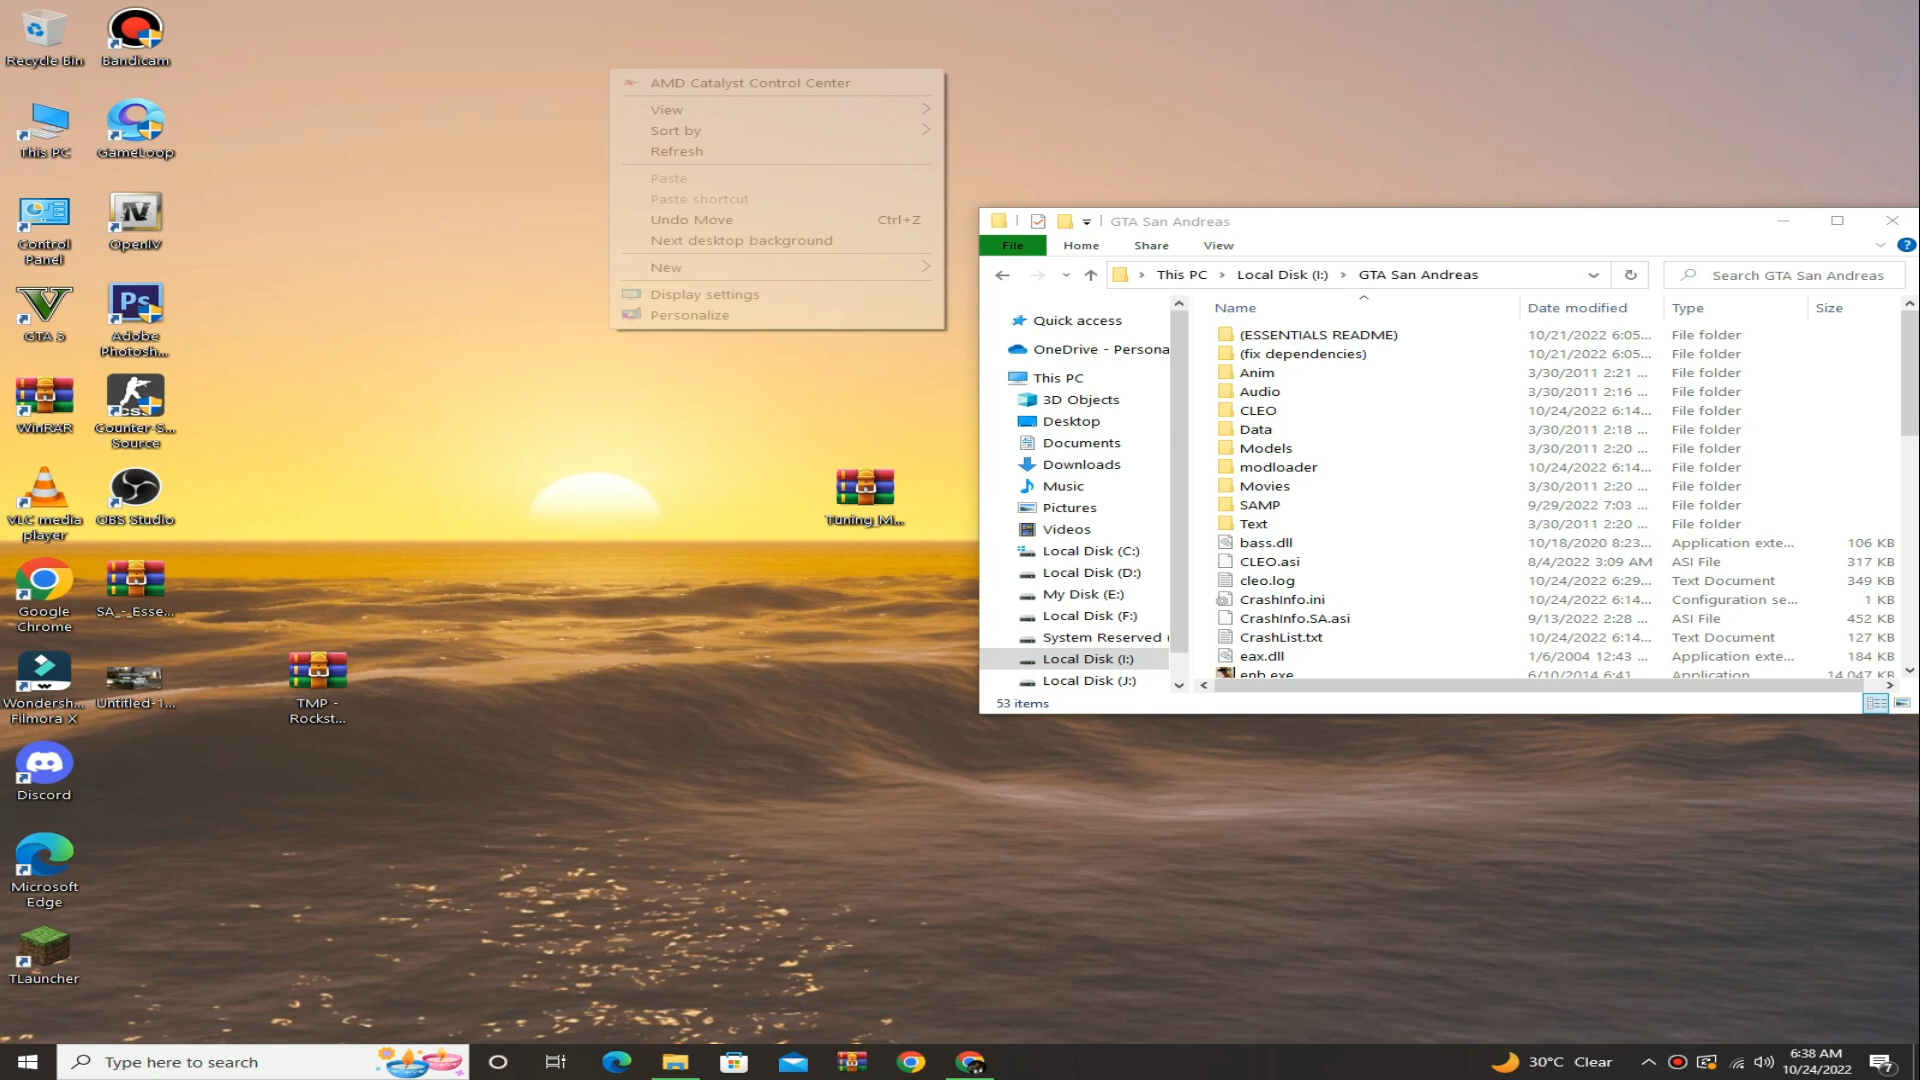 Recycle Bin
Bandicam
This PC
GameLoop
Control
Panel
OpenIV
GTA 5
Ps
Adobe
Photosh...
WinRAR
CSS
Counter-S...
Source
VLC media
player
OBS Studio
Google
Chrome
SA_-_Esse...
Wondersh...
Filmora X
Untitled-1...
TMP -
Rockst...
Discord
Microsoft
Edge
TLauncher
Tuning_M...
AMD Catalyst Control Center
View
Sort by
Refresh
Paste
Paste shortcut
Undo Move Ctrl+Z
Next desktop background
New
Display settings
Personalize
GTA San Andreas
File Home Share View
This PC Local Disk (I:) GTA San Andreas
Search GTA San Andreas
Quick access
OneDrive - Persona
This PC
3D Objects
Desktop
Documents
Downloads
Music
Pictures
Videos
Local Disk (C:)
Local Disk (D:)
My Disk (E:)
Local Disk (F:)
System Reserved (
Local Disk (I:)
Local Disk (J:)
Name Date modified Type Size
(ESSENTIALS README) 10/21/2022 6:05... File folder
(fix dependencies) 10/21/2022 6:05... File folder
Anim 3/30/2011 2:21 ... File folder
Audio 3/30/2011 2:16 ... File folder
CLEO 10/24/2022 6:14... File folder
Data 3/30/2011 2:18 ... File folder
Models 3/30/2011 2:20 ... File folder
modloader 10/24/2022 6:14... File folder
Movies 3/30/2011 2:20 ... File folder
SAMP 9/29/2022 7:03 ... File folder
Text 3/30/2011 2:20 ... File folder
bass.dll 10/18/2020 8:23... Application exte... 106 KB
CLEO.asi 8/4/2022 3:09 AM ASI File 317 KB
cleo.log 10/24/2022 6:29... Text Document 349 KB
CrashInfo.ini 10/24/2022 6:14... Configuration se... 1 KB
CrashInfo.SA.asi 9/13/2022 2:28 ... ASI File 452 KB
CrashList.txt 10/24/2022 6:14... Text Document 127 KB
eax.dll 1/6/2004 12:43 ... Application exte... 184 KB
enb.exe 6/10/2014 6:41 ... Application 14,047 KB
53 items
Type here to search
30°C Clear
6:38 AM
10/24/2022
7